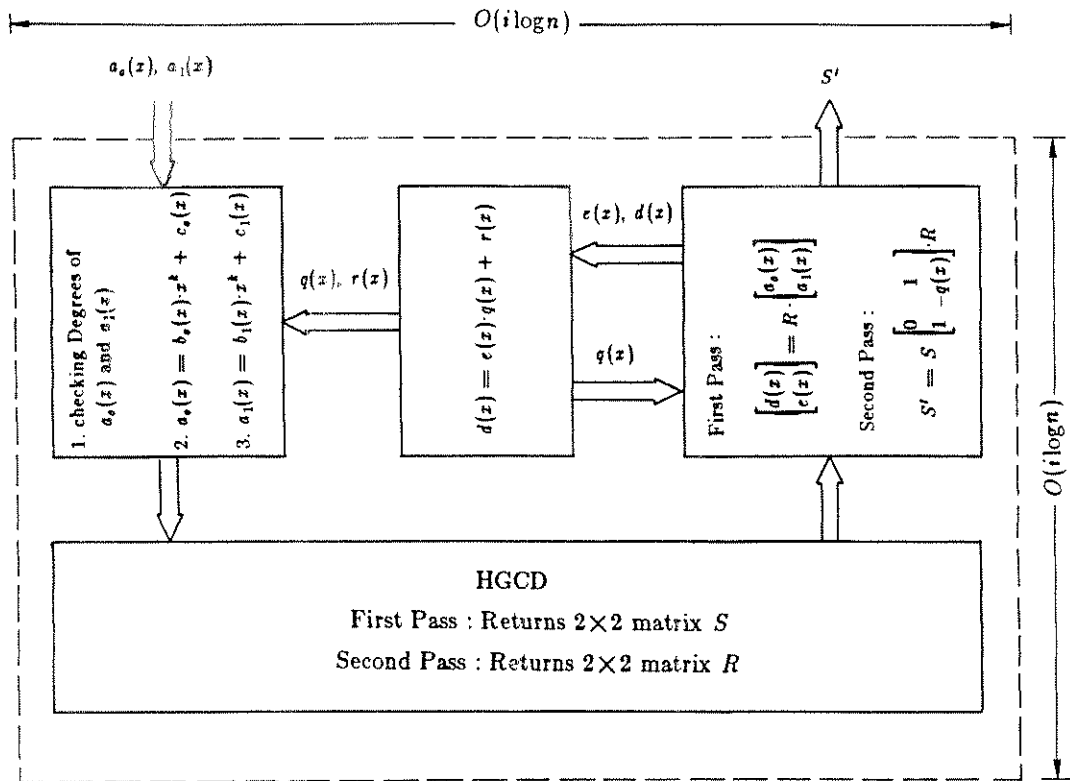 O(i log n)
a₀(x), a₁(x)
S′
1. checking Degrees of
a₀(x) and a₁(x)
2. a₀(x) = b₀(x)·xᵏ + c₀(x)
3. a₁(x) = b₁(x)·xᵏ + c₁(x)
q(x), r(x)
d(x) = e(x)·q(x) + r(x)
e(x), d(x)
q(x)
First Pass :
[d(x) e(x)] = R · [a₀(x) a₁(x)]
Second Pass :
S′ = S [0 1 1 -q(x)]·R
O(i log n)
HGCD
First Pass : Returns 2×2 matrix S
Second Pass : Returns 2×2 matrix R